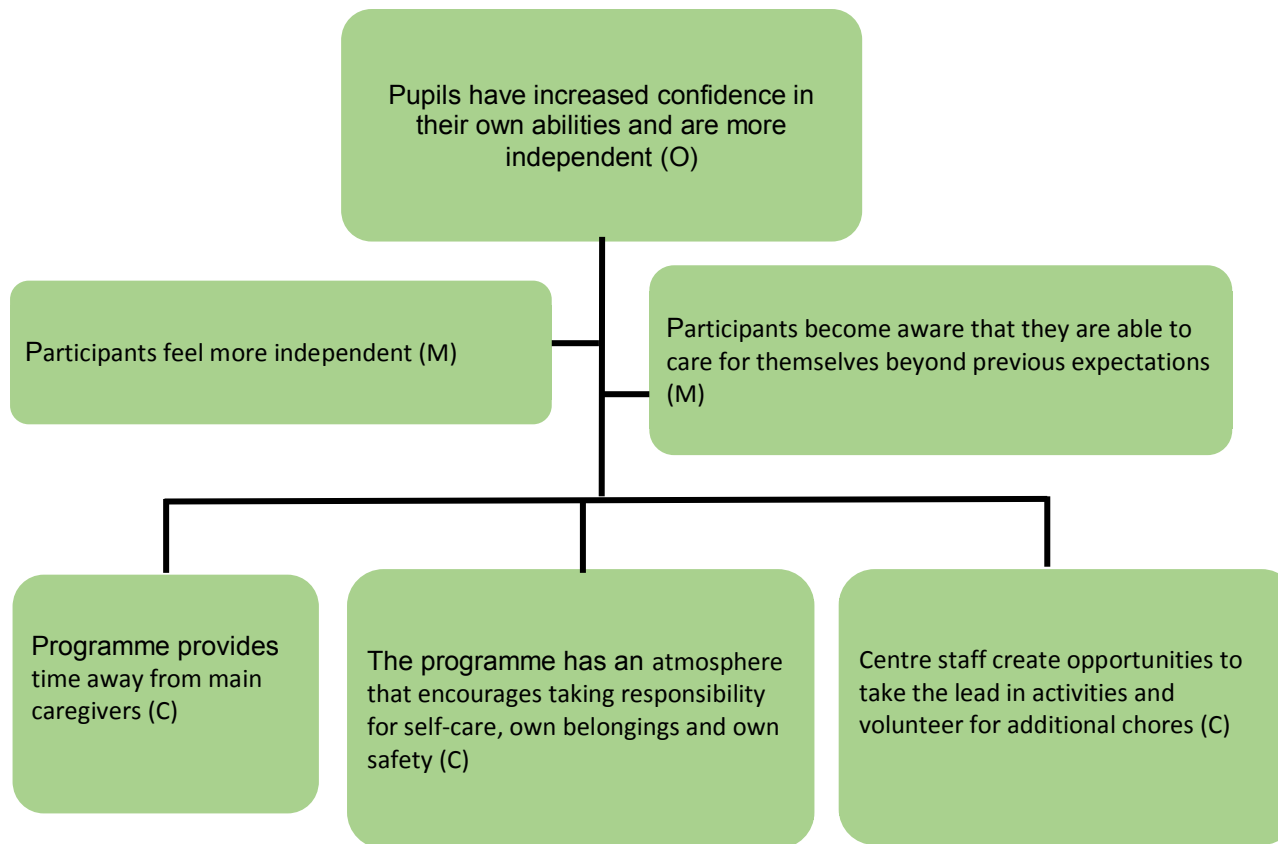 Pupils have increased confidence in
their own abilities and are more
independent (O)
Participants feel more independent (M)
Participants become aware that they are able to
care for themselves beyond previous expectations
(M)
Programme provides
time away from main
caregivers (C)
The programme has an atmosphere
that encourages taking responsibility
for self-care, own belongings and own
safety (C)
Centre staff create opportunities to
take the lead in activities and
volunteer for additional chores (C)